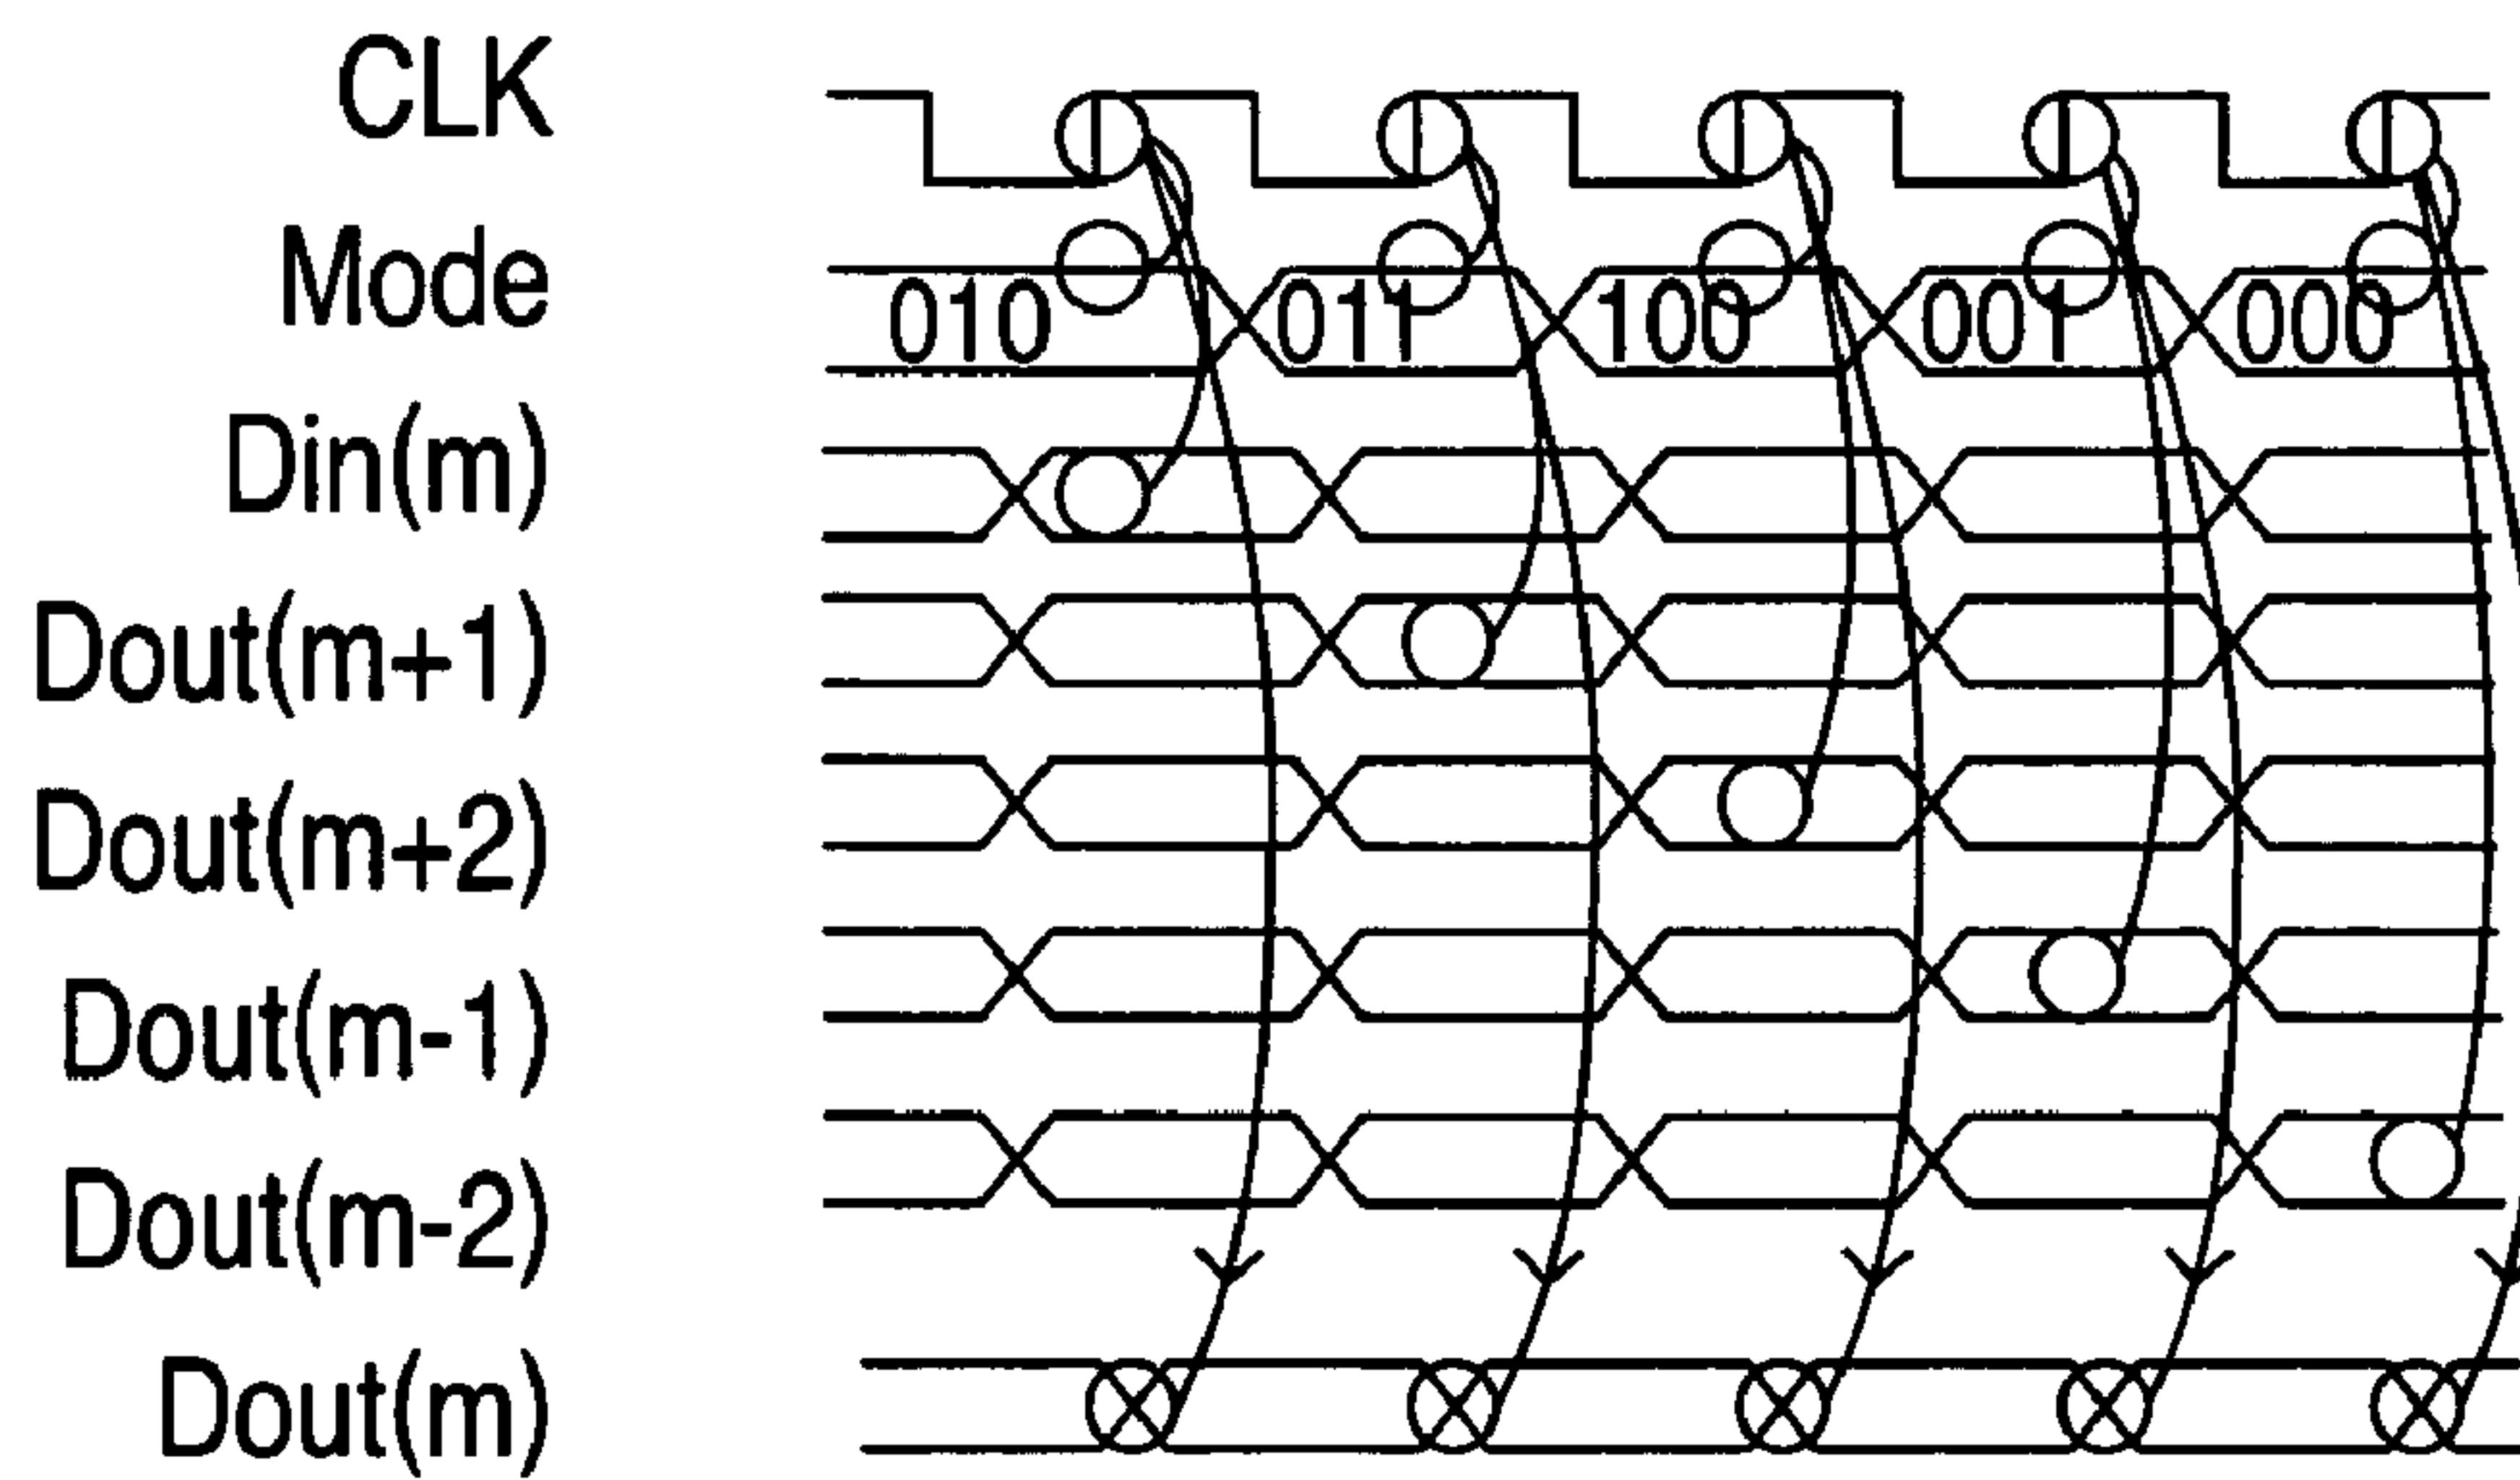 CLK
Mode
010 011 100 001 000
Din(m)
Dout(m+1)
Dout(m+2)
Dout(m-1)
Dout(m-2)
Dout(m)